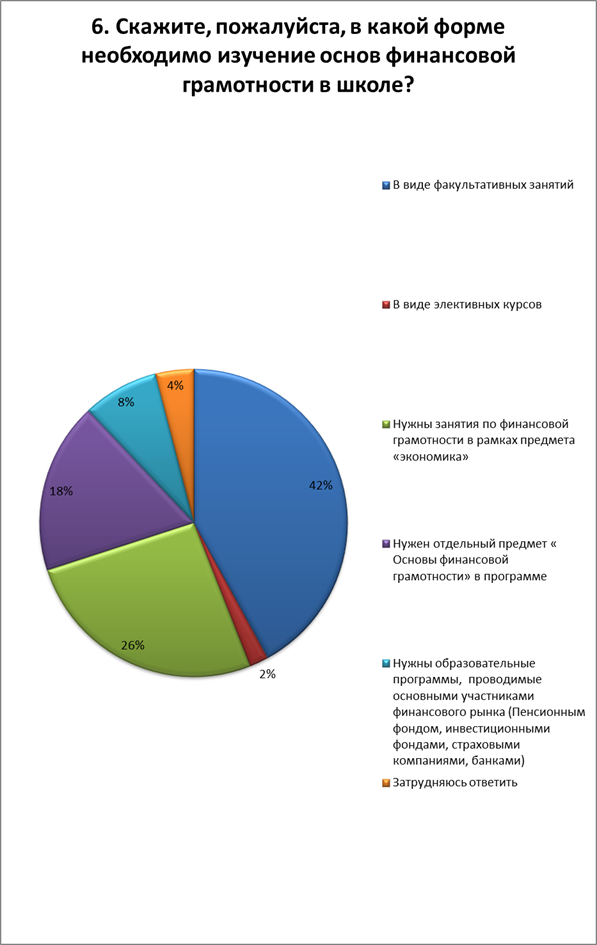 6. Скажите, пожалуйста, в какой форме
необходимо изучение основ финансовой
грамотности в школе?
В виде факультативных занятий
В виде элективных курсов
Нужны занятия по финансовой
грамотности в рамках предмета
«экономика»
Нужен отдельный предмет «
Основы финансовой
грамотности» в программе
Нужны образовательные
программы, проводимые
основными участниками
финансового рынка (Пенсионным
фондом, инвестиционными
фондами, страховыми
компаниями, банками)
Затрудняюсь ответить
4%
8%
18%
42%
26%
2%